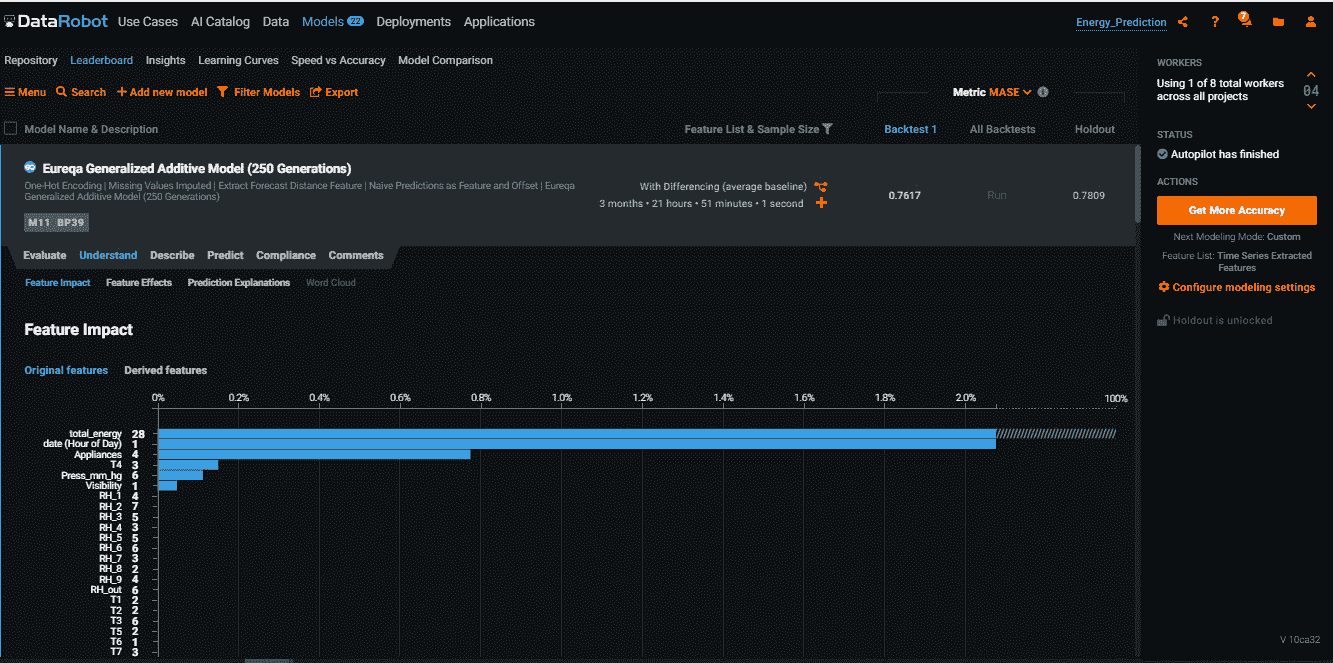 DataRobot Use Cases AI Catalog Data Models 22 Deployments Applications Energy_Prediction ? 7
Repository Leaderboard Insights Learning Curves Speed vs Accuracy Model Comparison
Menu Search + Add new model Filter Models Export Metric MASE
Model Name & Description Feature List & Sample Size Backtest 1 All Backtests Holdout
Eureqa Generalized Additive Model (250 Generations)
One-Hot Encoding | Missing Values Imputed | Extract Forecast Distance Feature | Naive Predictions as Feature and Offset | Eureqa
Generalized Additive Model (250 Generations)
With Differencing (average baseline)
3 months • 21 hours • 51 minutes • 1 second
0.7617 Run 0.7809
M11 BP39
Evaluate Understand Describe Predict Compliance Comments
Feature Impact Feature Effects Prediction Explanations Word Cloud
Feature Impact
Original features Derived features
0% 0.2% 0.4% 0.6% 0.8% 1.0% 1.2% 1.4% 1.6% 1.8% 2.0% 100%
total_energy 28
date (Hour of Day) 1
Appliances 4
T4 3
Press_mm_hg 6
Visibility 1
RH_1 4
RH_2 7
RH_3 5
RH_4 3
RH_5 5
RH_6 6
RH_7 3
RH_8 2
RH_9 4
RH_out 6
T1 2
T2 2
T3 6
T5 2
T6 1
T7 3
WORKERS
Using 1 of 8 total workers
across all projects
04
STATUS
Autopilot has finished
ACTIONS
Get More Accuracy
Next Modeling Mode: Custom
Feature List: Time Series Extracted
Features
Configure modeling settings
Holdout is unlocked
V 10ca32